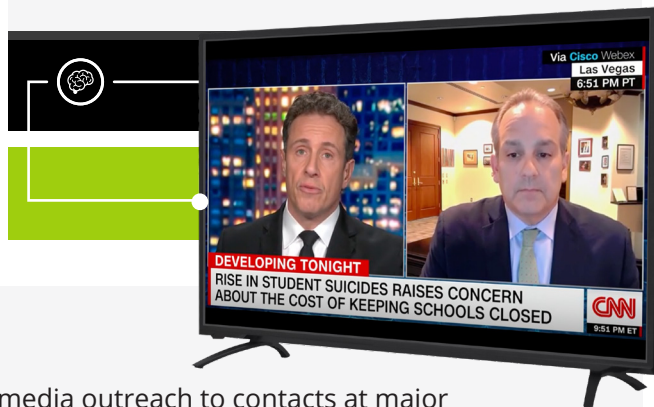 Via Cisco Webex
Las Vegas
6:51 PM PT
DEVELOPING TONIGHT
RISE IN STUDENT SUICIDES RAISES CONCERN
ABOUT THE COST OF KEEPING SCHOOLS CLOSED
CNN
9:51 PM ET
media outreach to contacts at major